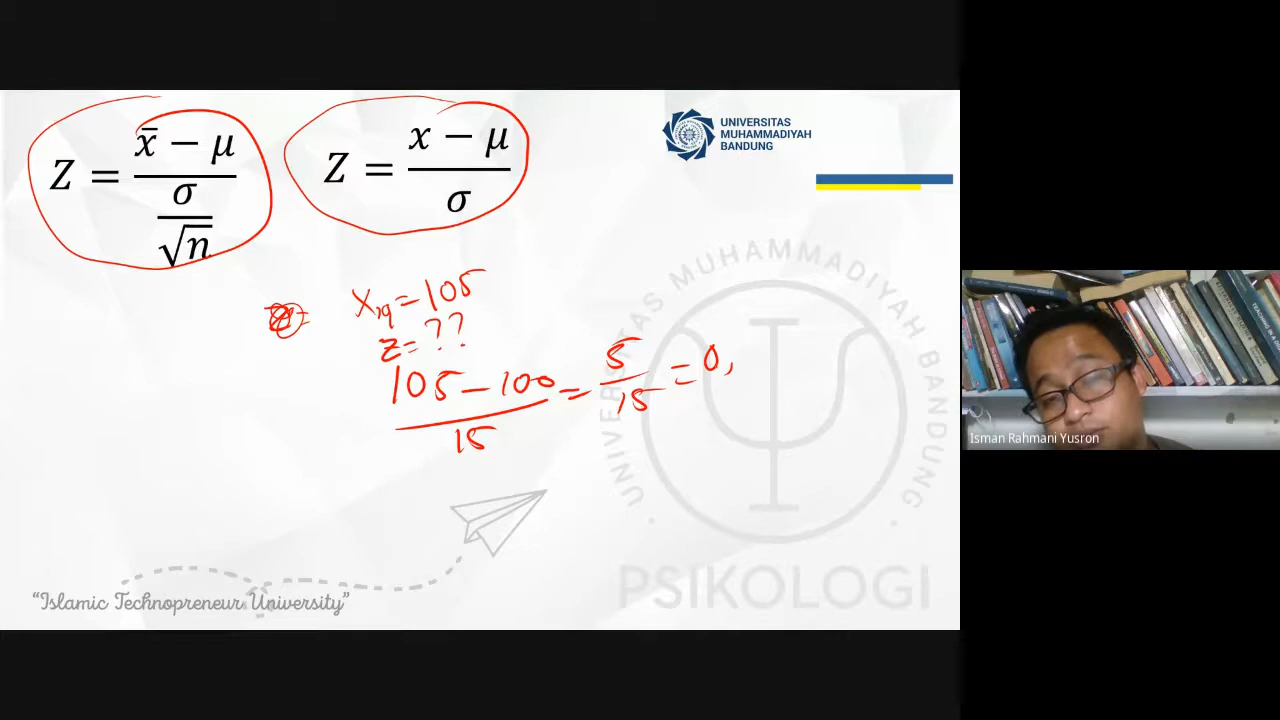 Z = (x̄ − μ) / (σ / √n)
Z = (x − μ) / σ
UNIVERSITAS
MUHAMMADIYAH
BANDUNG
X_IQ = 105
Z = ??
(105 − 100) / 15 = 5 / 15 = 0,
UNIVERSITAS MUHAMMADIYAH BANDUNG
PSIKOLOGI
“Islamic Technopreneur University”
Isman Rahmani Yusron